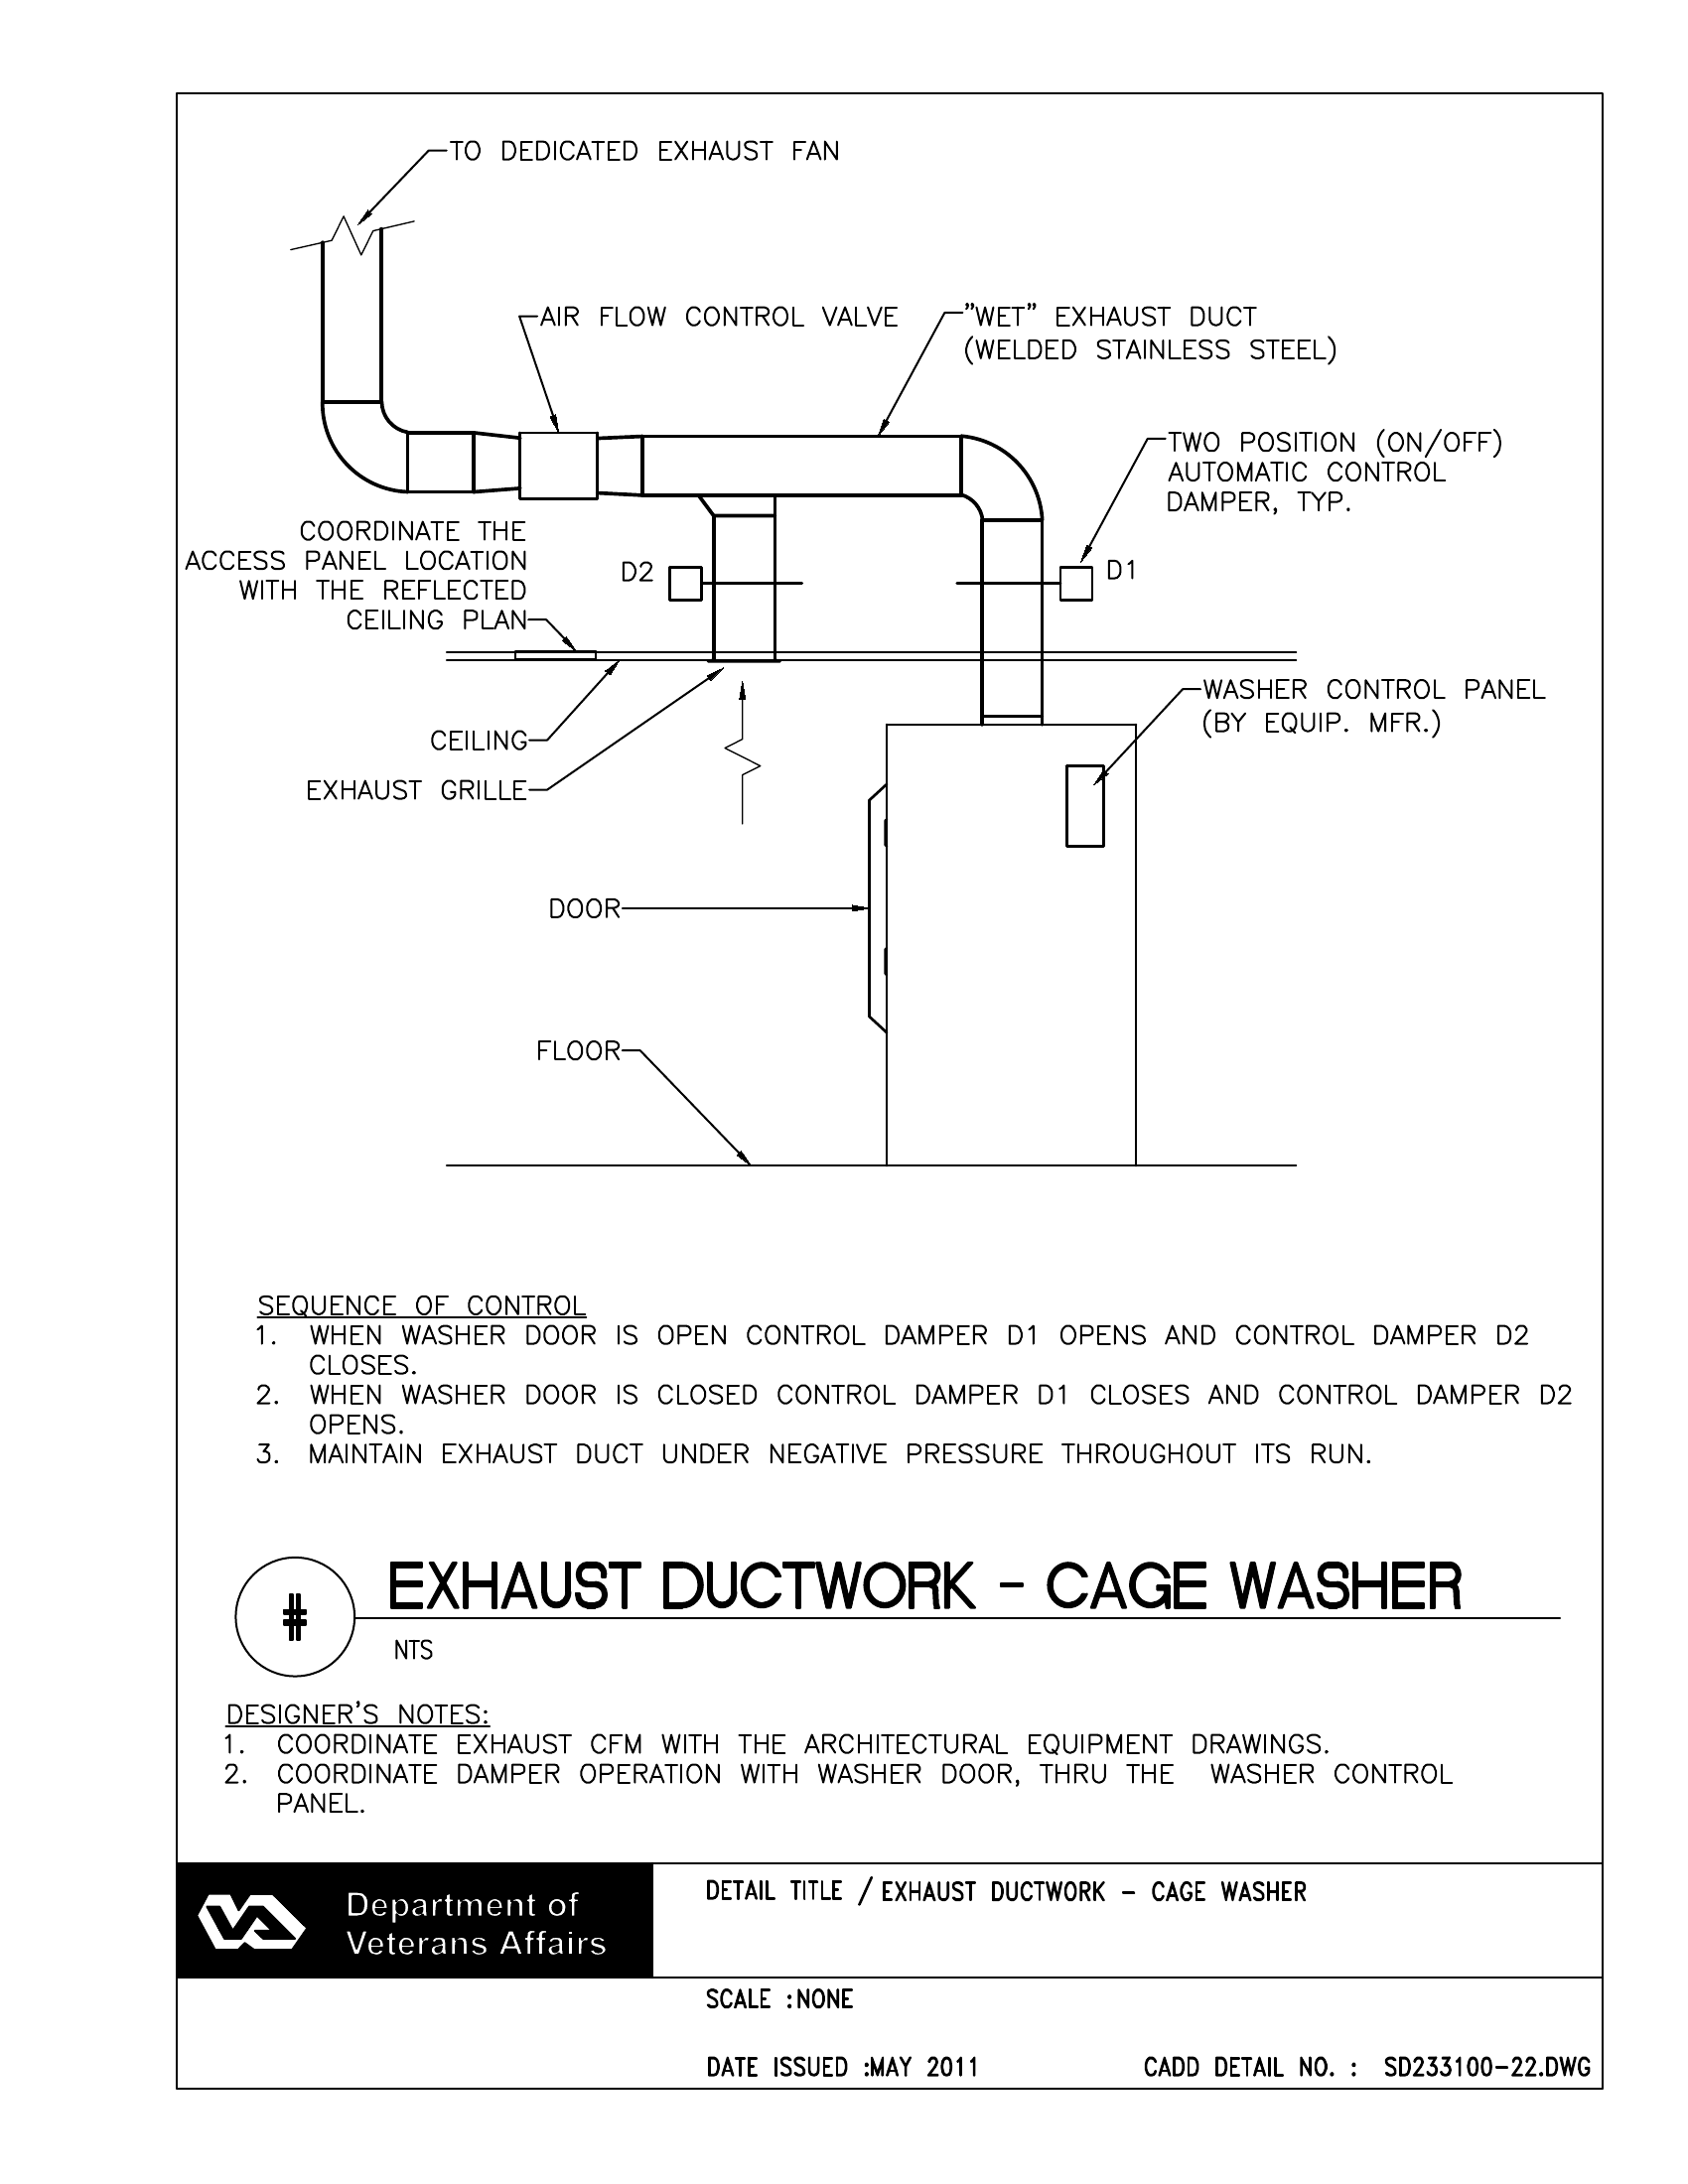 TO DEDICATED EXHAUST FAN
AIR FLOW CONTROL VALVE
"WET" EXHAUST DUCT
(WELDED STAINLESS STEEL)
TWO POSITION (ON/OFF)
AUTOMATIC CONTROL
DAMPER, TYP.
COORDINATE THE
ACCESS PANEL LOCATION
WITH THE REFLECTED
CEILING PLAN
D2
D1
WASHER CONTROL PANEL
(BY EQUIP. MFR.)
CEILING
EXHAUST GRILLE
DOOR
FLOOR
SEQUENCE OF CONTROL
1. WHEN WASHER DOOR IS OPEN CONTROL DAMPER D1 OPENS AND CONTROL DAMPER D2
CLOSES.
2. WHEN WASHER DOOR IS CLOSED CONTROL DAMPER D1 CLOSES AND CONTROL DAMPER D2
OPENS.
3. MAINTAIN EXHAUST DUCT UNDER NEGATIVE PRESSURE THROUGHOUT ITS RUN.
# EXHAUST DUCTWORK - CAGE WASHER
NTS
DESIGNER'S NOTES:
1. COORDINATE EXHAUST CFM WITH THE ARCHITECTURAL EQUIPMENT DRAWINGS.
2. COORDINATE DAMPER OPERATION WITH WASHER DOOR, THRU THE WASHER CONTROL
PANEL.
VA
Department of
Veterans Affairs
DETAIL TITLE / EXHAUST DUCTWORK - CAGE WASHER
SCALE :NONE
DATE ISSUED :MAY 2011
CADD DETAIL NO. : SD233100-22.DWG